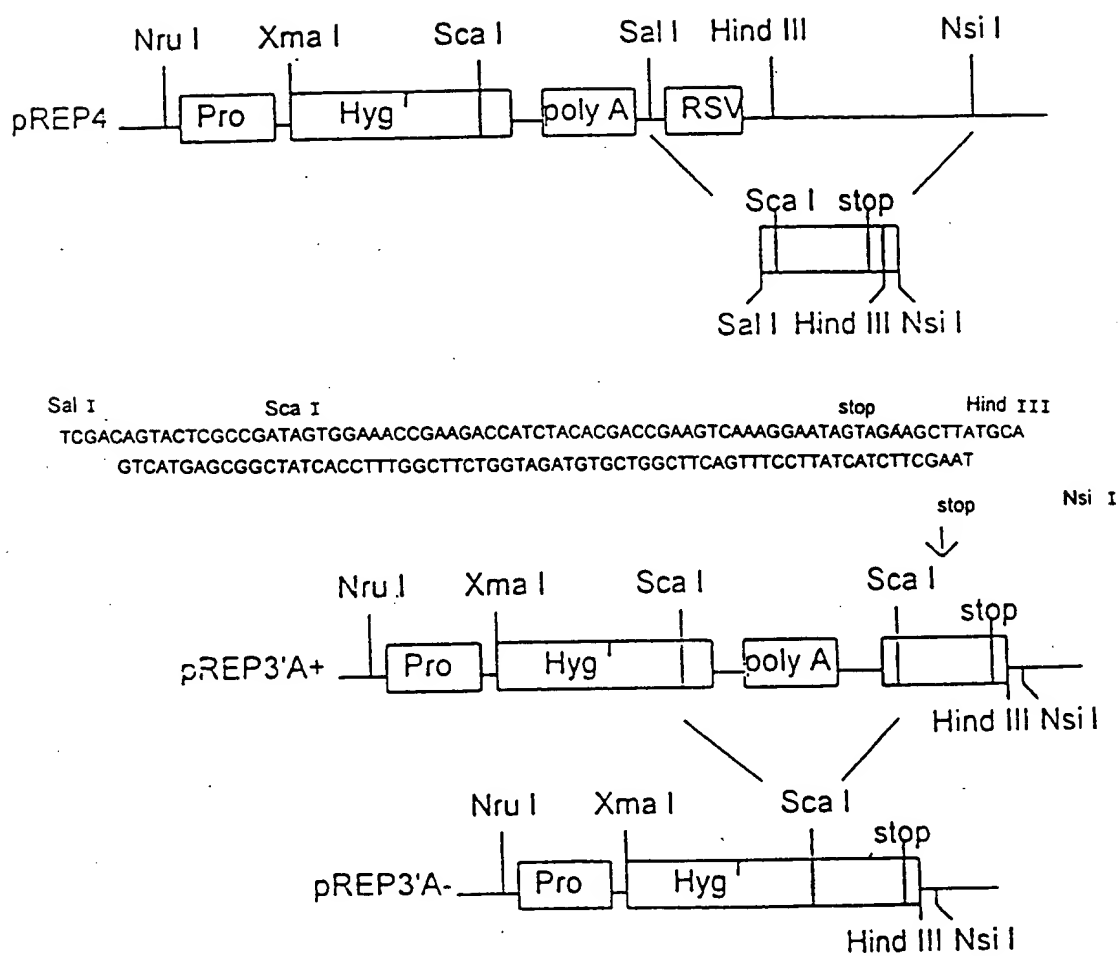 Nru I Xma I Sca I Sal I Hind III Nsi I
pREP4 Pro Hyg poly A RSV
Sca I stop
Sal I Hind III Nsi I
Sal I Sca I stop Hind III
TCGACAGTACTCGCCGATAGTGGAAACCGAAGACCATCTACACGACCGAAGTCAAAGGAATAGTAGAAGCTTATGCA
GTCATGAGCGGCTATCACCTTTGGCTTCTGGTAGATGTGCTGGCTTCAGTTTCCTTATCATCTTCGAAT
Nsi I
stop
Nru I Xma I Sca I Sca I
stop
pREP3'A+ Pro Hyg poly A
Hind III Nsi I
Nru I Xma I Sca I
stop
pREP3'A- Pro Hyg
Hind III Nsi I